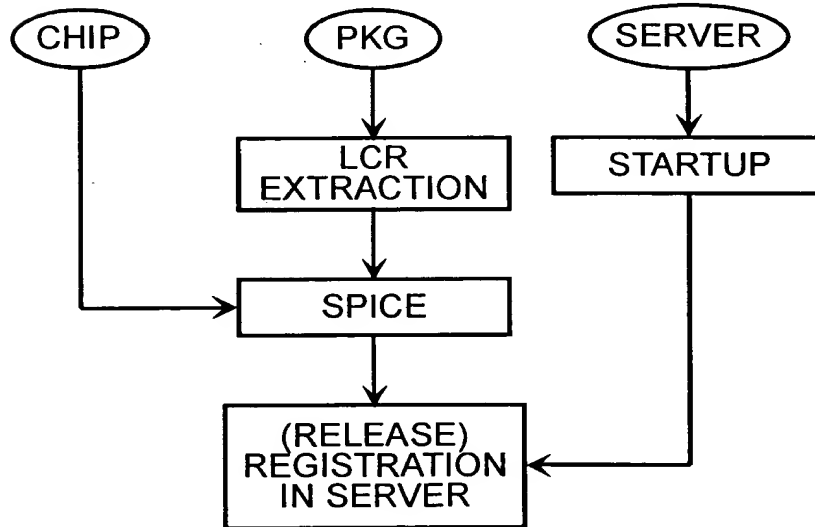 CHIP
PKG
SERVER
LCR
EXTRACTION
STARTUP
SPICE
(RELEASE)
REGISTRATION
IN SERVER